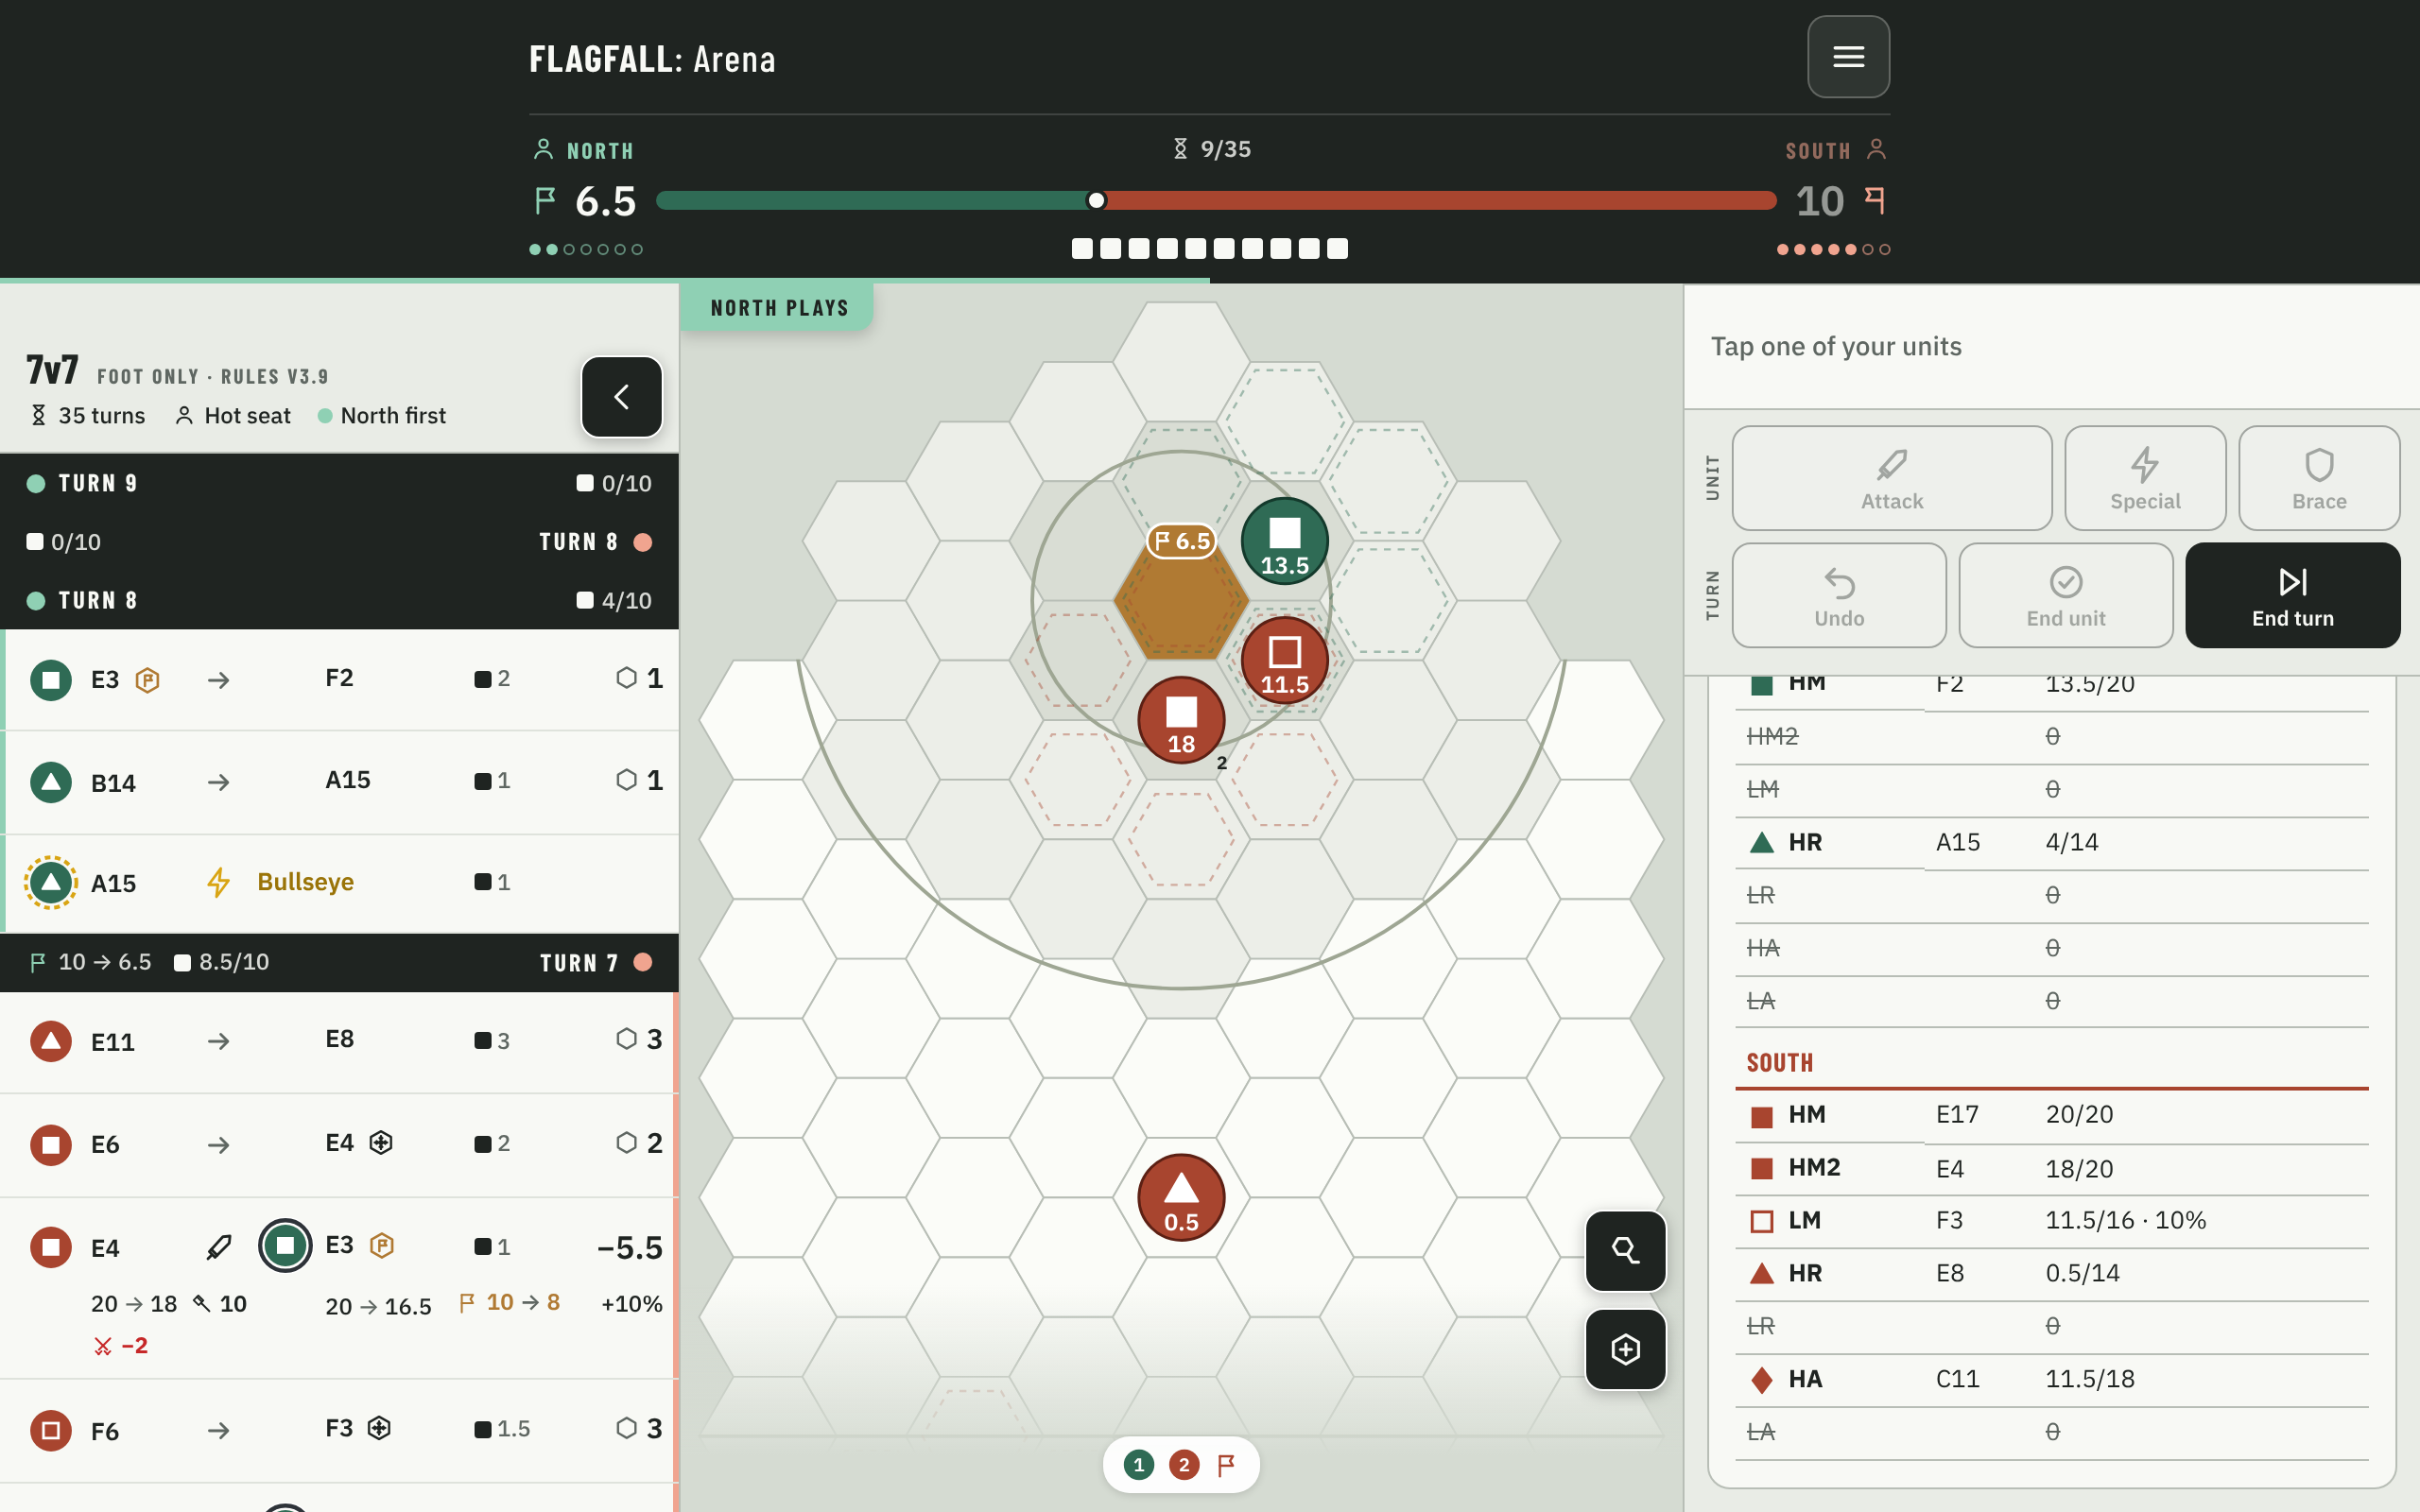 FLAGFALL: Arena
NORTH
9/35
SOUTH
6.5
10
7v7 FOOT ONLY · RULES V3.9
35 turns Hot seat North first
TURN 9 0/10
0/10 TURN 8
TURN 8 4/10
E3 → F2 2 1
B14 → A15 1 1
A15 Bullseye 1
10 → 6.5 8.5/10 TURN 7
E11 → E8 3 3
E6 → E4 2 2
E4 E3 1 −5.5
20 → 18 10 20 → 16.5 10 → 8 +10%
−2
F6 → F3 1.5 3
NORTH PLAYS
6.5
13.5
11.5
18
2
0.5
1 2
Tap one of your units
UNIT
Attack
Special
Brace
TURN
Undo
End unit
End turn
HM F2 13.5/20
HM2 0
LM 0
HR A15 4/14
LR 0
HA 0
LA 0
SOUTH
HM E17 20/20
HM2 E4 18/20
LM F3 11.5/16 · 10%
HR E8 0.5/14
LR 0
HA C11 11.5/18
LA 0